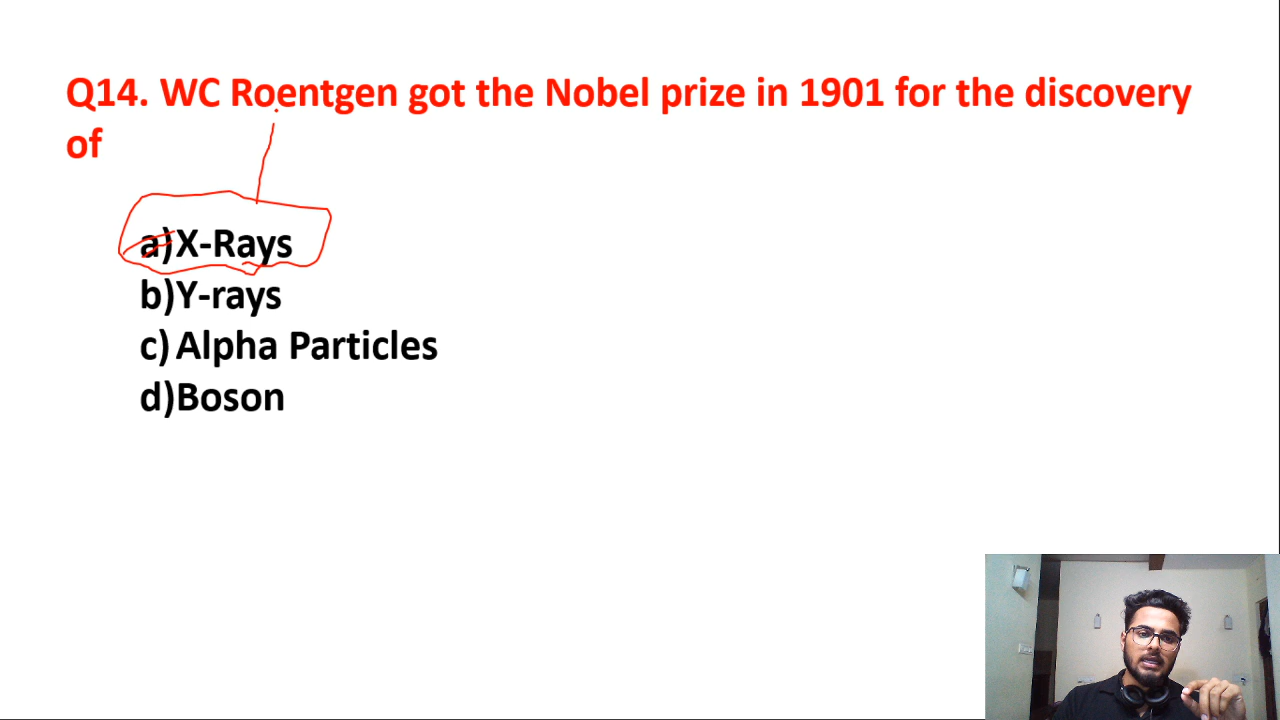 Q14. WC Roentgen got the Nobel prize in 1901 for the discovery
of
a)X-Rays
b)Y-rays
c) Alpha Particles
d)Boson